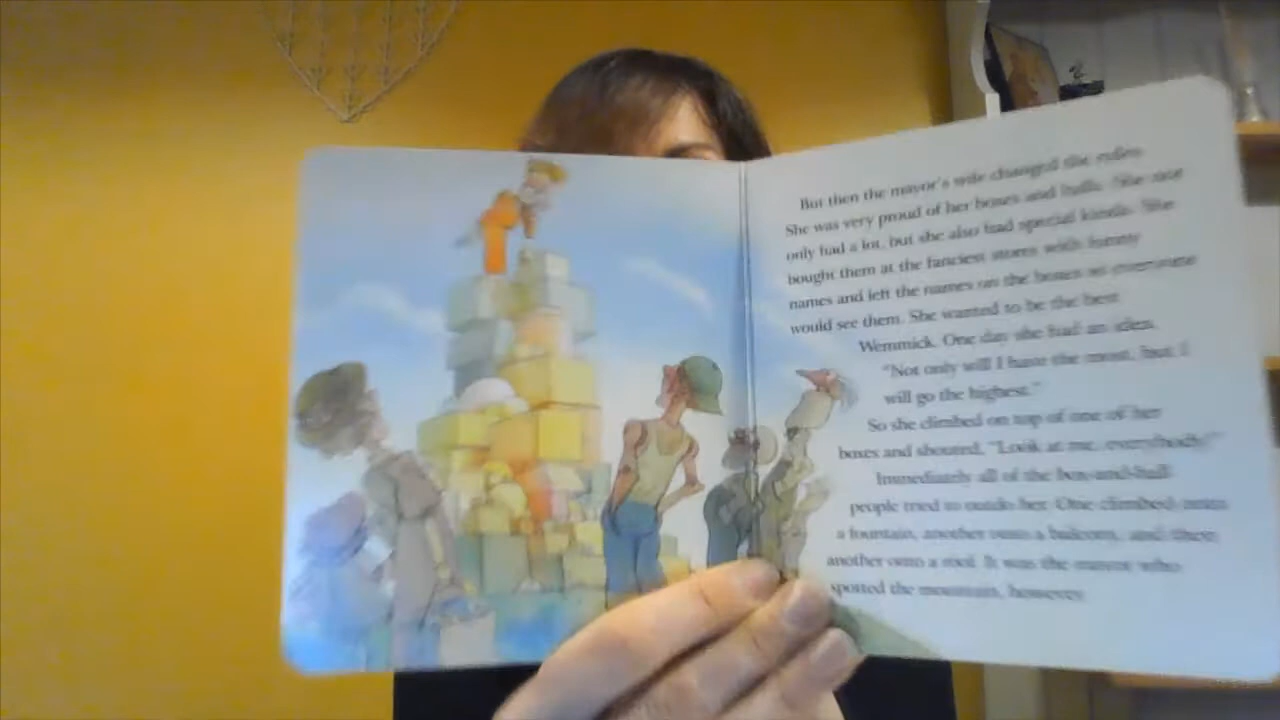 But then the mayor's wife changed the rules.
She was very proud of her boxes and balls. She not
only had a lot, but she also had special kinds. She
bought them at the fanciest stores with funny
names and left the names on the boxes so everyone
would see them. She wanted to be the best
Wemmick. One day she had an idea.
"Not only will I have the most, but I
will go the highest."
So she climbed on top of one of her
boxes and shouted, "Look at me, everybody!"
Immediately all of the box-and-ball
people tried to outdo her. One climbed onto
a fountain, another onto a balcony, and then
another onto a roof. It was the mayor who
spotted the mountain, however.